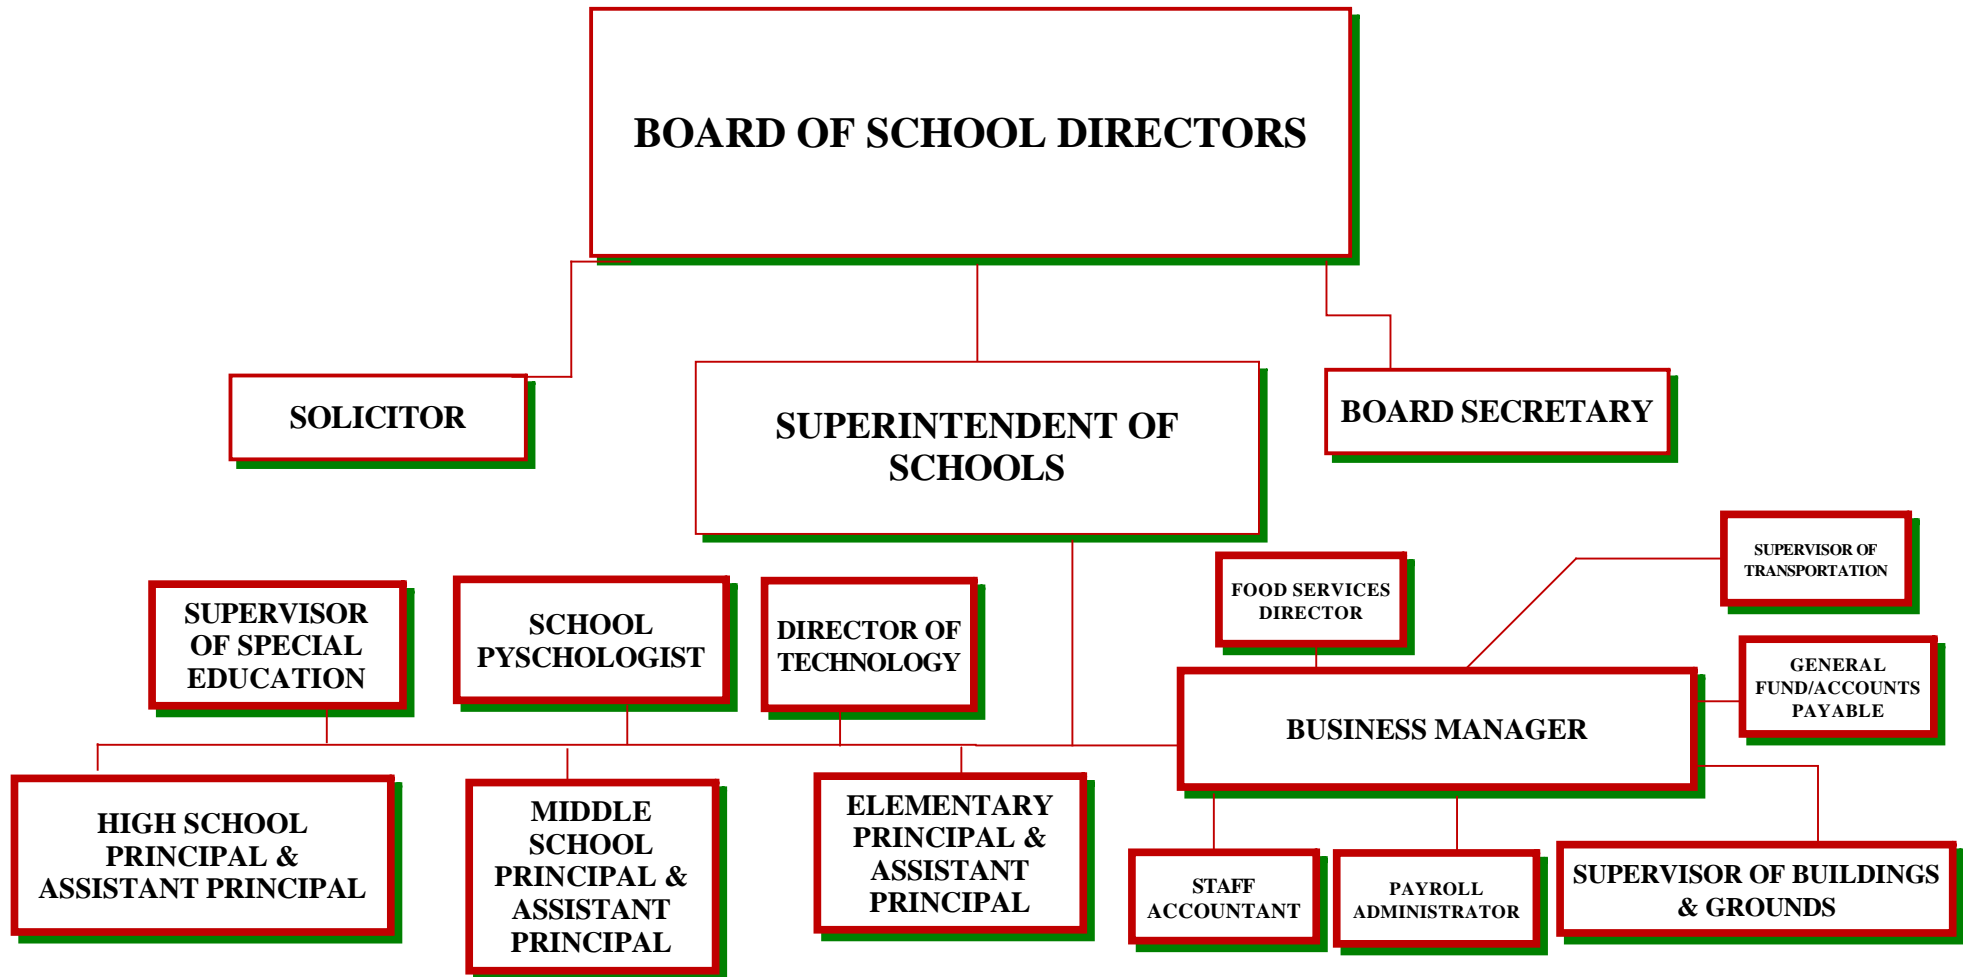 BOARD OF SCHOOL DIRECTORS
SOLICITOR
SUPERINTENDENT OF
SCHOOLS
BOARD SECRETARY
SUPERVISOR
OF SPECIAL
EDUCATION
SCHOOL
PYSCHOLOGIST
DIRECTOR OF
TECHNOLOGY
FOOD SERVICES
DIRECTOR
SUPERVISOR OF
TRANSPORTATION
GENERAL
FUND/ACCOUNTS
PAYABLE
BUSINESS MANAGER
HIGH SCHOOL
PRINCIPAL &
ASSISTANT PRINCIPAL
MIDDLE
SCHOOL
PRINCIPAL &
ASSISTANT
PRINCIPAL
ELEMENTARY
PRINCIPAL &
ASSISTANT
PRINCIPAL
STAFF
ACCOUNTANT
PAYROLL
ADMINISTRATOR
SUPERVISOR OF BUILDINGS
& GROUNDS